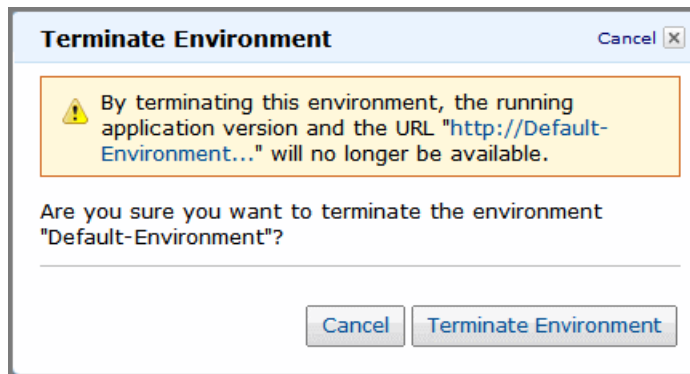 Terminate Environment
Cancel
By terminating this environment, the running
application version and the URL "http://Default-
Environment..." will no longer be available.
Are you sure you want to terminate the environment
"Default-Environment"?
Cancel
Terminate Environment